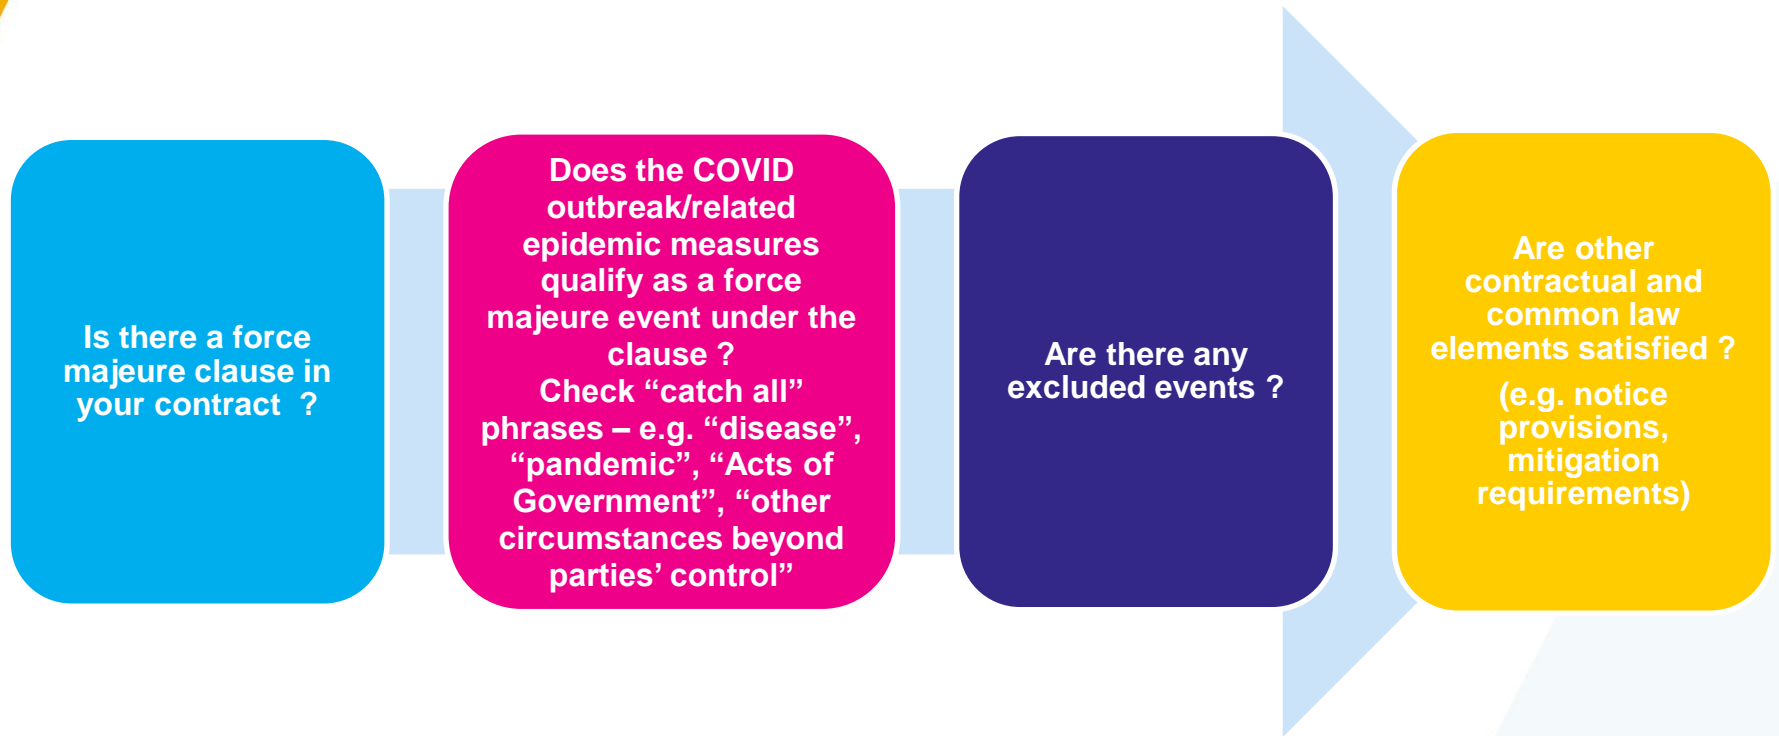 Is there a force
majeure clause in
your contract  ?
Does the COVID
outbreak/related
epidemic measures
qualify as a force
majeure event under the
clause ?
Check “catch all”
phrases – e.g. “disease”,
“pandemic”, “Acts of
Government”, “other
circumstances beyond
parties’ control”
Are there any
excluded events ?
Are other
contractual and
common law
elements satisfied ?
(e.g. notice
provisions,
mitigation
requirements)